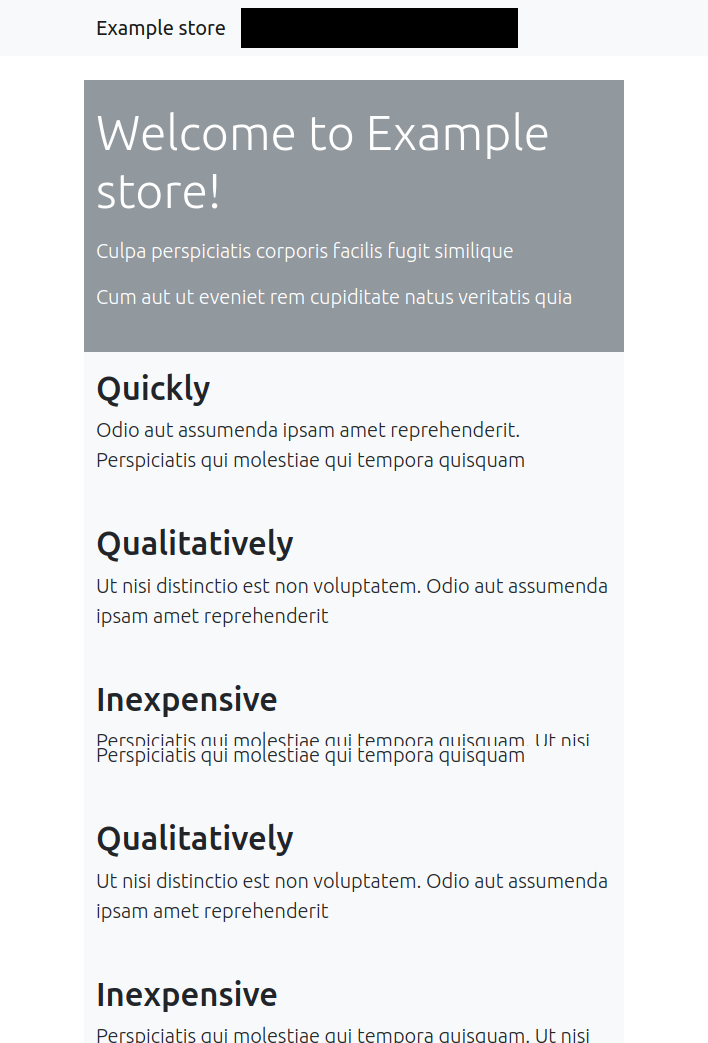 Example store
Welcome to Example
store!
Culpa perspiciatis corporis facilis fugit similique
Cum aut ut eveniet rem cupiditate natus veritatis quia
Quickly
Odio aut assumenda ipsam amet reprehenderit.
Perspiciatis qui molestiae qui tempora quisquam
Qualitatively
Ut nisi distinctio est non voluptatem. Odio aut assumenda
ipsam amet reprehenderit
Inexpensive
Perspiciatis qui molestiae qui tempora quisquam. Ut nisi
Perspiciatis qui molestiae qui tempora quisquam
Qualitatively
Ut nisi distinctio est non voluptatem. Odio aut assumenda
ipsam amet reprehenderit
Inexpensive
Perspiciatis qui molestiae qui tempora quisquam. Ut nisi